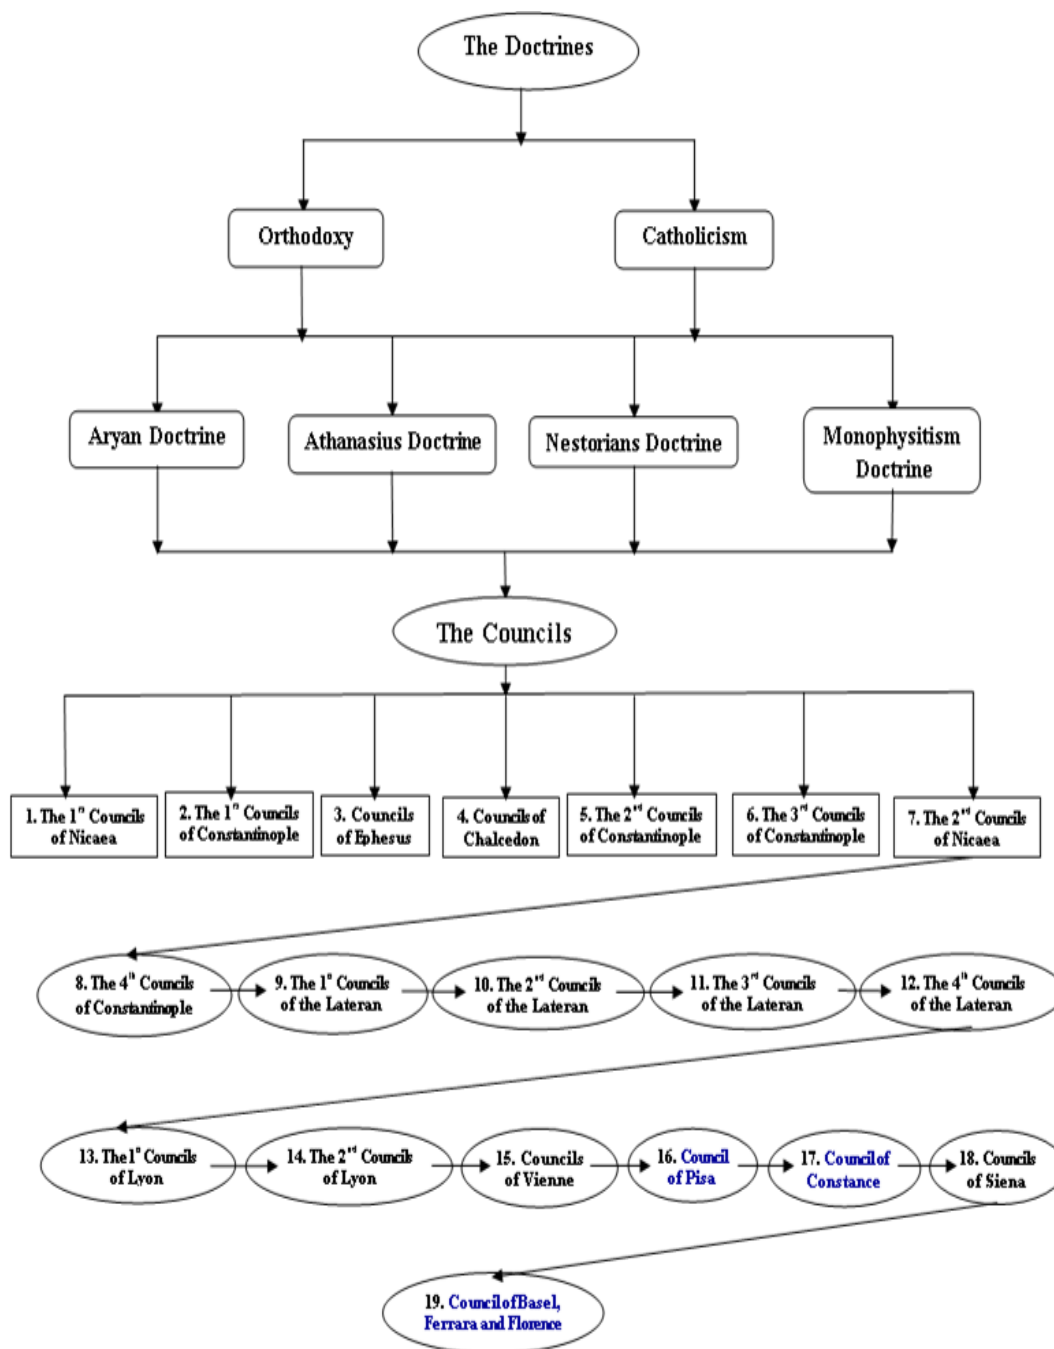 The Doctrines
Orthodoxy
Catholicism
Aryan Doctrine
Athanasius Doctrine
Nestorians Doctrine
Monophysitism
Doctrine
The Councils
1. The 1st Councils
of Nicaea
2. The 1st Councils
of Constantinople
3. Councils
of Ephesus
4. Councils of
Chalcedon
5. The 2nd Councils
of Constantinople
6. The 3rd Councils
of Constantinople
7. The 2nd Councils
of Nicaea
8. The 4th Councils
of Constantinople
9. The 1st Councils
of the Lateran
10. The 2nd Councils
of the Lateran
11. The 3rd Councils
of the Lateran
12. The 4th Councils
of the Lateran
13. The 1st Councils
of Lyon
14. The 2nd Councils
of Lyon
15. Councils
of Vienne
16. Council
of Pisa
17. Council of
Constance
18. Councils
of Siena
19. Council of Basel,
Ferrara and Florence